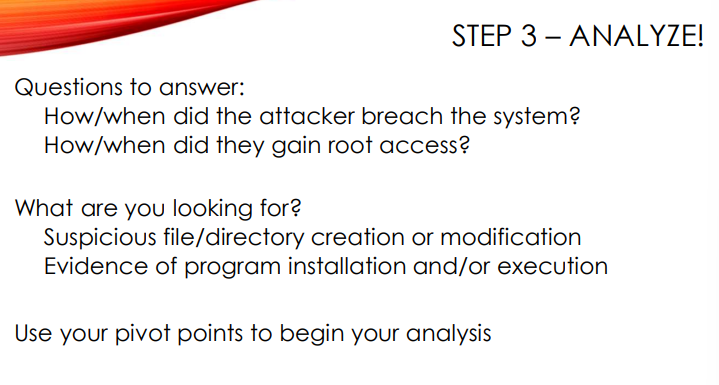 STEP 3 – ANALYZE!
Questions to answer:
How/when did the attacker breach the system?
How/when did they gain root access?
What are you looking for?
Suspicious file/directory creation or modification
Evidence of program installation and/or execution
Use your pivot points to begin your analysis